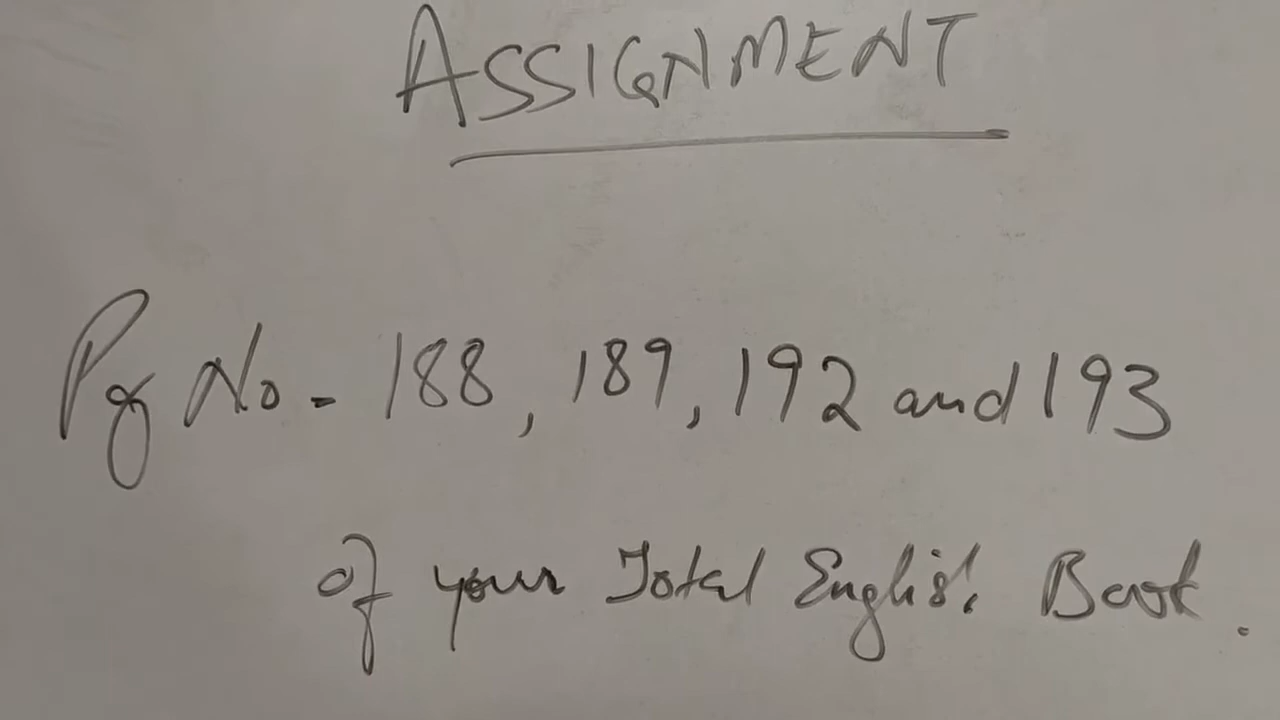 ASSIGNMENT
Pg No. - 188, 189, 192 and 193
of your Total English Book.